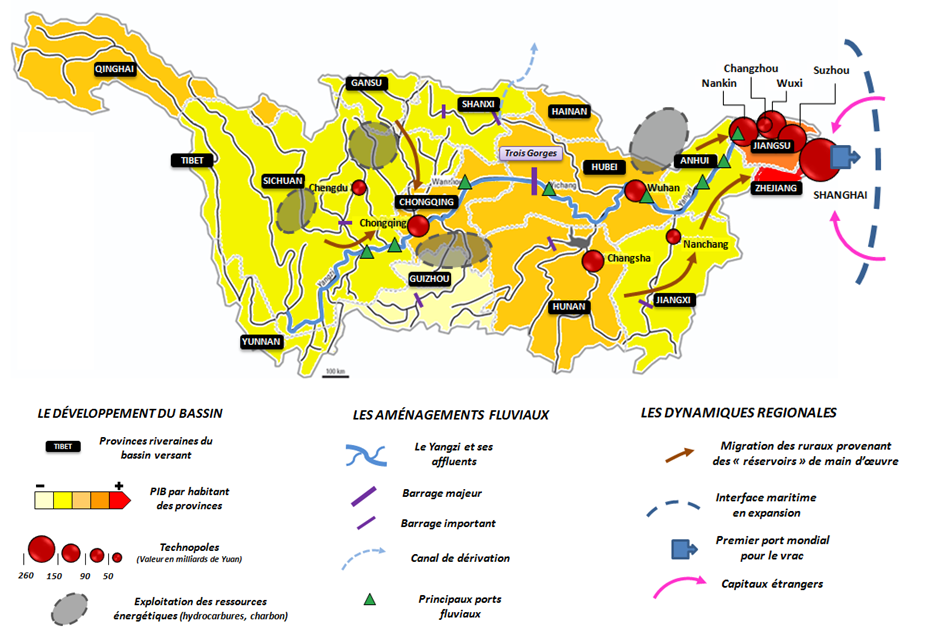 QINGHAI
GANSU
SHANXI
HAINAN
Changzhou
Suzhou
Nankin
Wuxi
TIBET
SICHUAN
Trois Gorges
HUBEI
ANHUI
JIANGSU
Chengdu
Wanxian
Yichang
Wuhan
ZHEIJANG
SHANGHAI
CHONGQING
Chongqing
Yangzi
Yangzi
Nanchang
Changsha
GUIZHOU
HUNAN
JIANGXI
YUNNAN
100 km
LE DÉVELOPPEMENT DU BASSIN
TIBET
Provinces riveraines du
bassin versant
- +
PIB par habitant
des provinces
Technopoles
(Valeur en milliards de Yuan)
260 150 90 50
Exploitation des ressources
énergétiques (hydrocarbures, charbon)
LES AMÉNAGEMENTS FLUVIAUX
Le Yangzi et ses
affluents
Barrage majeur
Barrage important
Canal de dérivation
Principaux ports
fluviaux
LES DYNAMIQUES REGIONALES
Migration des ruraux provenant
des « réservoirs » de main d’œuvre
Interface maritime
en expansion
Premier port mondial
pour le vrac
Capitaux étrangers